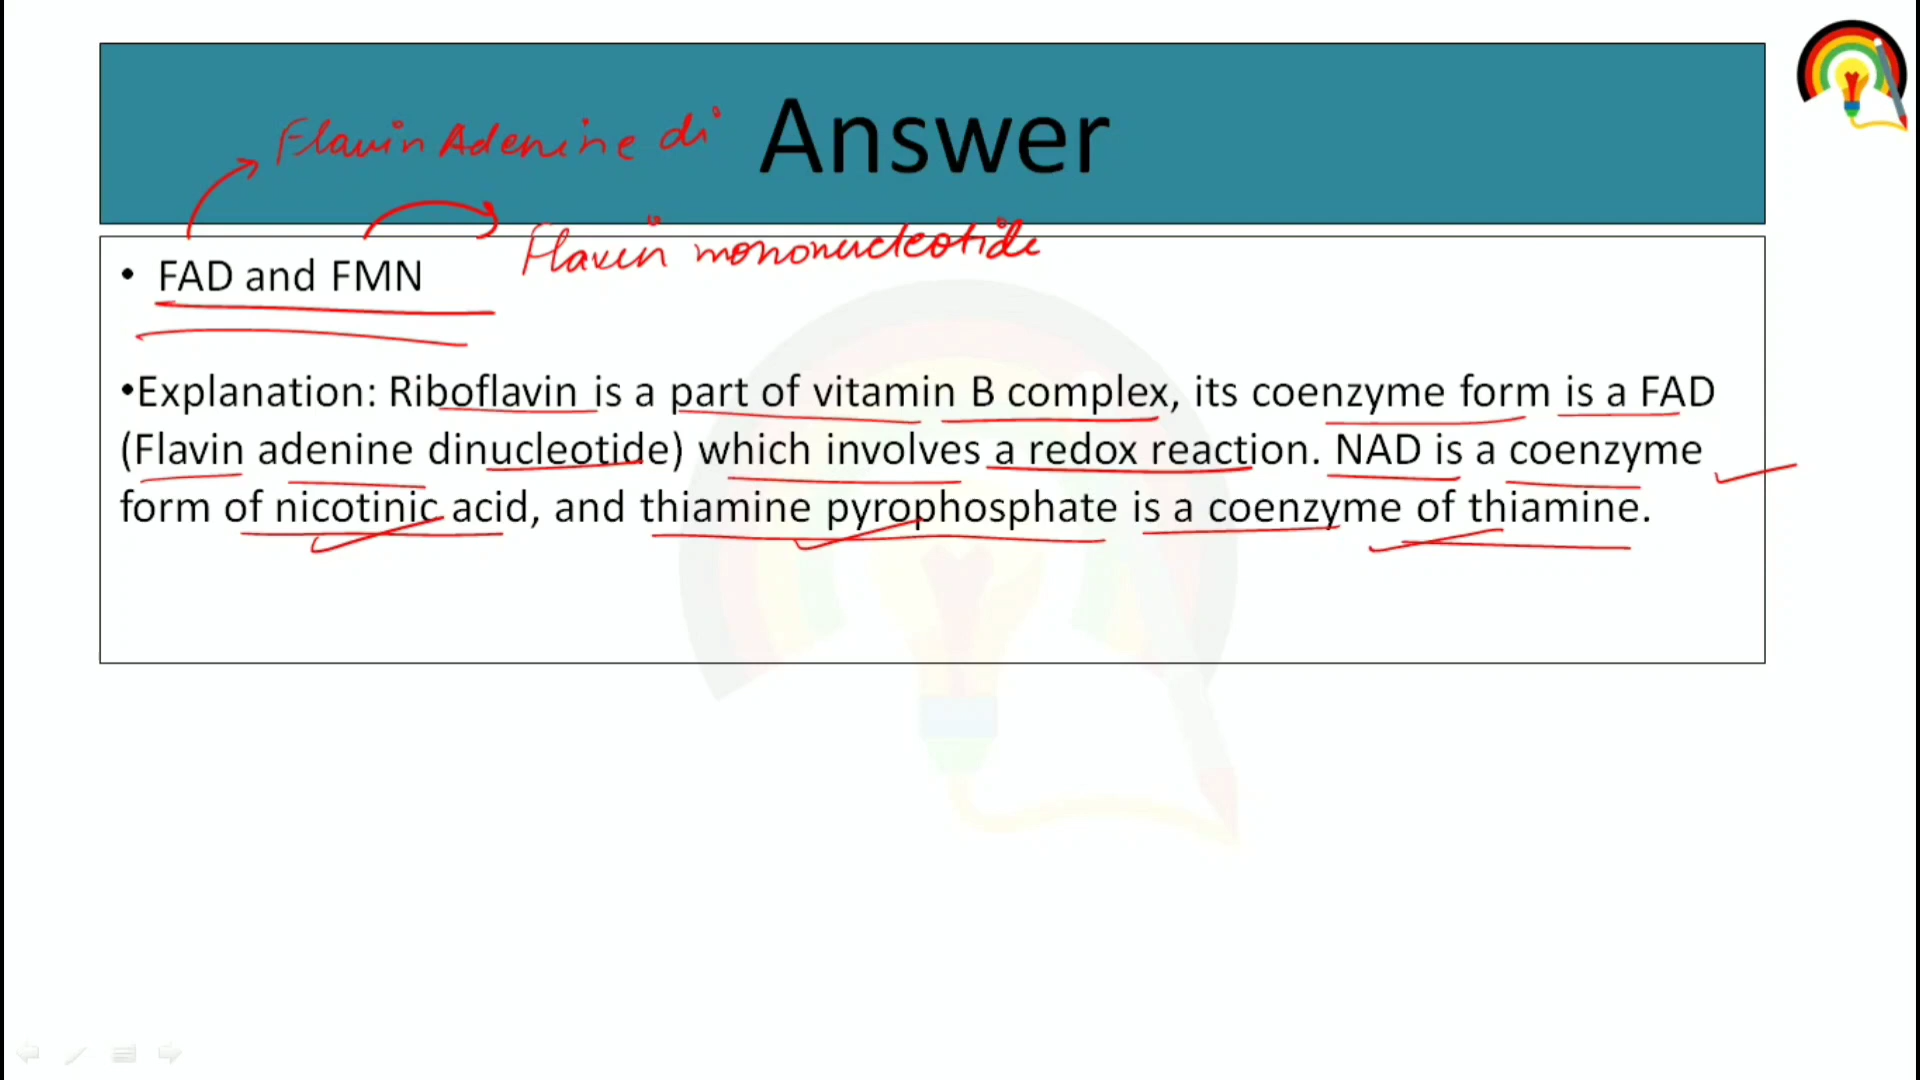 Answer
Flavin Adenine di
Flavin mononucleotide
• FAD and FMN
•Explanation: Riboflavin is a part of vitamin B complex, its coenzyme form is a FAD
(Flavin adenine dinucleotide) which involves a redox reaction. NAD is a coenzyme
form of nicotinic acid, and thiamine pyrophosphate is a coenzyme of thiamine.